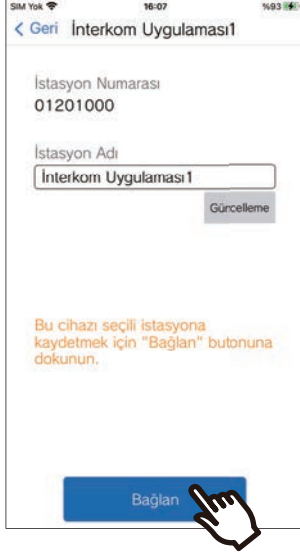 SIM Yok 16:07 %93
Geri İnterkom Uygulaması1
İstasyon Numarası
01201000
İstasyon Adı
İnterkom Uygulaması1
Gürcelleme
Bu cihazı seçili istasyona
kaydetmek için "Bağlan" butonuna
dokunun.
Bağlan